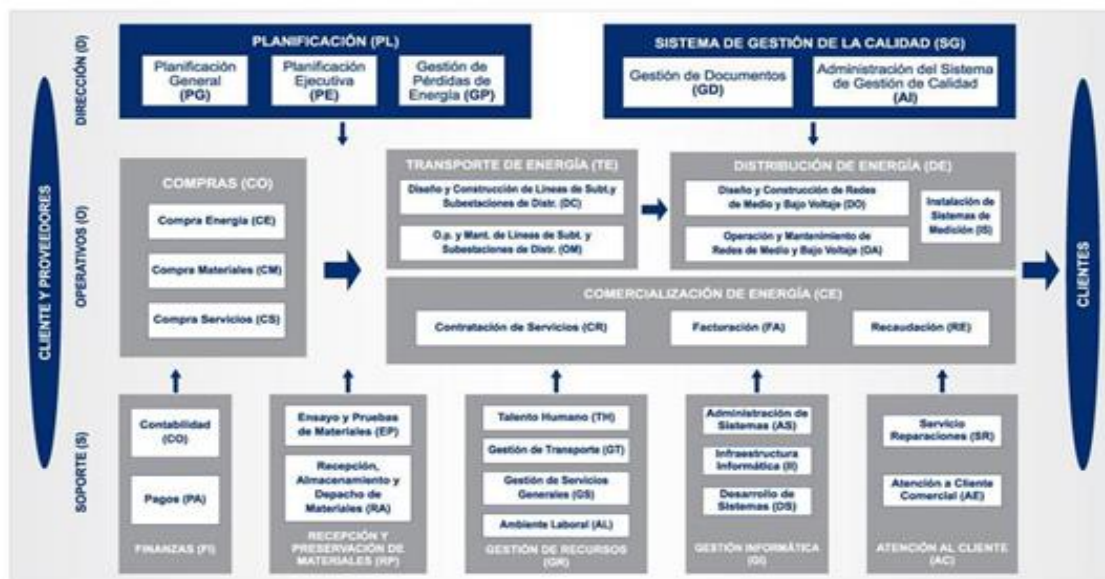 DIRECCIÓN (O)
PLANIFICACIÓN (PL)
Planificación
General
(PG)
Planificación
Ejecutiva
(PE)
Gestión de
Pérdidas de
Energía (GP)
SISTEMA DE GESTIÓN DE LA CALIDAD (SG)
Gestión de Documentos
(GD)
Administración del Sistema
de Gestión de Calidad
(AI)
CLIENTE Y PROVEEDORES
OPERATIVOS (O)
COMPRAS (CO)
Compra Energía (CE)
Compra Materiales (CM)
Compra Servicios (CS)
TRANSPORTE DE ENERGÍA (TE)
Diseño y Construcción de Líneas de Subt.y
Subestaciones de Distr. (DC)
O.p. y Mant. de Líneas de Subt. y
Subestaciones de Distr. (OM)
DISTRIBUCIÓN DE ENERGÍA (DE)
Diseño y Construcción de Redes
de Medio y Bajo Voltaje (DO)
Operación y Mantenimiento de
Redes de Medio y Bajo Voltaje (OA)
Instalación de
Sistemas de
Medición (IS)
COMERCIALIZACIÓN DE ENERGÍA (CE)
Contratación de Servicios (CR)
Facturación (FA)
Recaudación (RE)
CLIENTES
SOPORTE (S)
Contabilidad
(CO)
Pagos (PA)
FINANZAS (FI)
Ensayo y Pruebas
de Materiales (EP)
Recepción,
Almacenamiento y
Depacho de
Materiales (RA)
RECEPCIÓN Y
PRESERVACIÓN DE
MATERIALES (RP)
Talento Humano (TH)
Gestión de Transporte (GT)
Gestión de Servicios
Generales (GS)
Ambiente Laboral (AL)
GESTIÓN DE RECURSOS
(GR)
Administración de
Sistemas (AS)
Infraestructura
Informática (II)
Desarrollo de
Sistemas (DS)
GESTIÓN INFORMÁTICA
(GI)
Servicio
Reparaciones (SR)
Atención a Cliente
Comercial (AE)
ATENCIÓN AL CLIENTE
(AC)